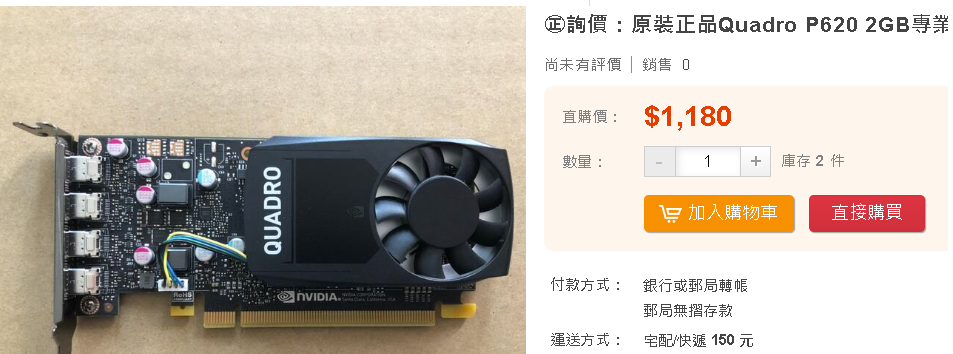 ㊣詢價：原裝正品Quadro P620 2GB專業
尚未有評價 | 銷售 0
直購價： $1,180
數量： - 1 + 庫存 2 件
加入購物車 直接購買
付款方式： 銀行或郵局轉帳
郵局無摺存款
運送方式： 宅配/快遞 150 元
QUADRO
RoHS
NVIDIA